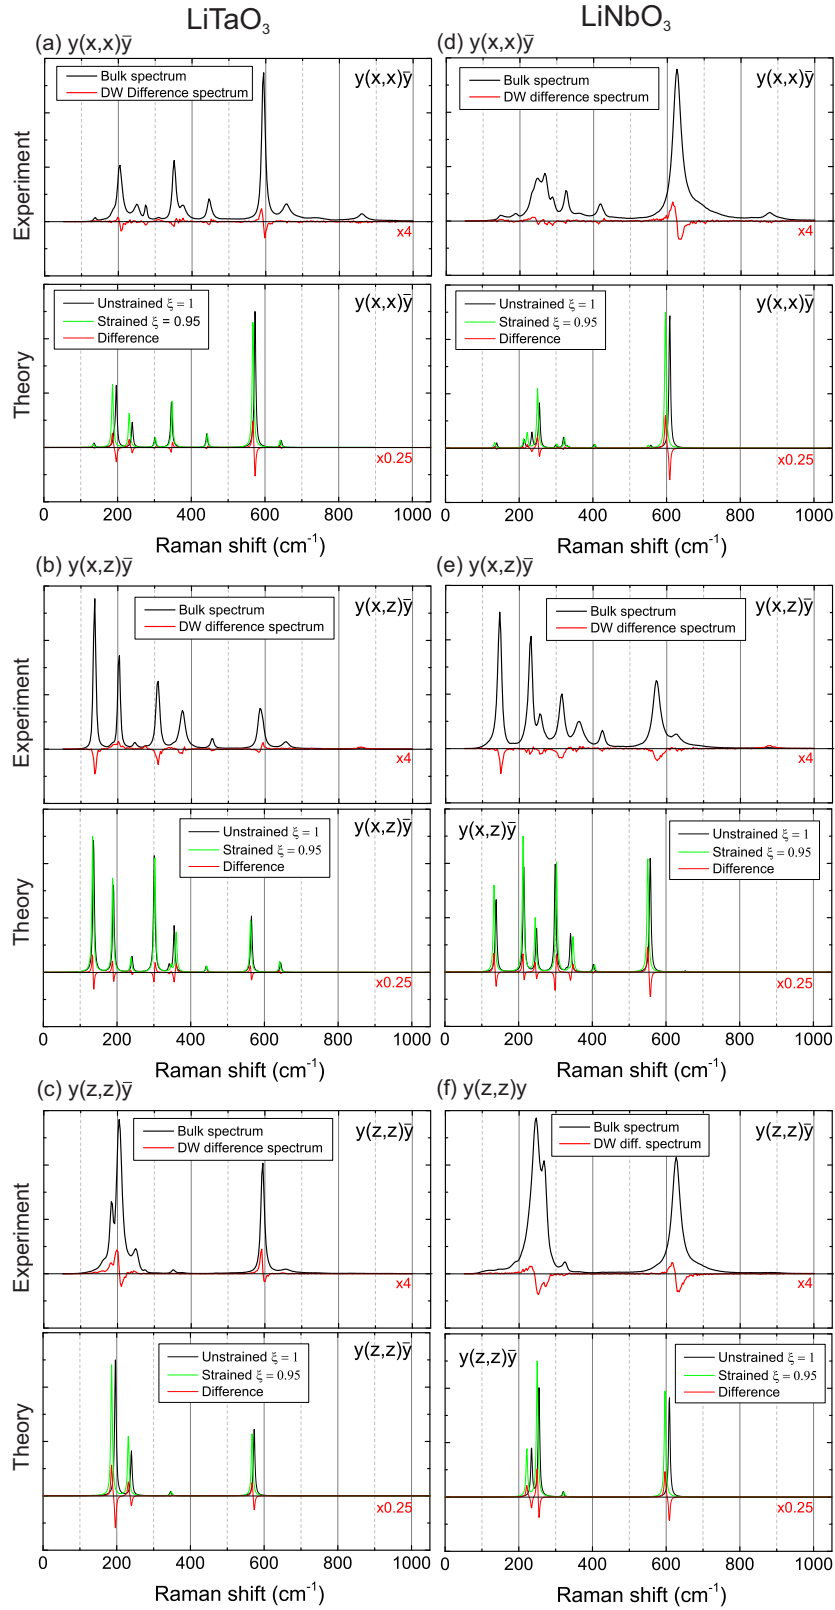 LiTaO3
LiNbO3
(a) y(x,x)ȳ
Experiment
Bulk spectrum
DW Difference spectrum
y(x,x)ȳ
x4
Theory
Unstrained ξ = 1
Strained ξ = 0.95
Difference
y(x,x)ȳ
x0.25
0 200 400 600 800 1000
Raman shift (cm-1)
(d) y(x,x)ȳ
Bulk spectrum
DW difference spectrum
y(x,x)ȳ
x4
Unstrained ξ = 1
Strained ξ = 0.95
Difference
y(x,x)ȳ
x0.25
0 200 400 600 800 1000
Raman shift (cm-1)
(b) y(x,z)ȳ
Experiment
Bulk spectrum
DW difference spectrum
y(x,z)ȳ
x4
Theory
Unstrained ξ = 1
Strained ξ = 0.95
Difference
y(x,z)ȳ
x0.25
0 200 400 600 800 1000
Raman shift (cm-1)
(e) y(x,z)ȳ
Bulk spectrum
DW difference spectrum
y(x,z)ȳ
x4
y(x,z)ȳ
Unstrained ξ = 1
Strained ξ = 0.95
Difference
x0.25
0 200 400 600 800 1000
Raman shift (cm-1)
(c) y(z,z)ȳ
Experiment
Bulk spectrum
DW difference spectrum
y(z,z)ȳ
x4
Theory
Unstrained ξ = 1
Strained ξ = 0.95
Difference
y(z,z)ȳ
x0.25
0 200 400 600 800 1000
Raman shift (cm-1)
(f) y(z,z)y
Bulk spectrum
DW diff. spectrum
y(z,z)ȳ
x4
y(z,z)ȳ
Unstrained ξ = 1
Strained ξ = 0.95
Difference
x0.25
0 200 400 600 800 1000
Raman shift (cm-1)